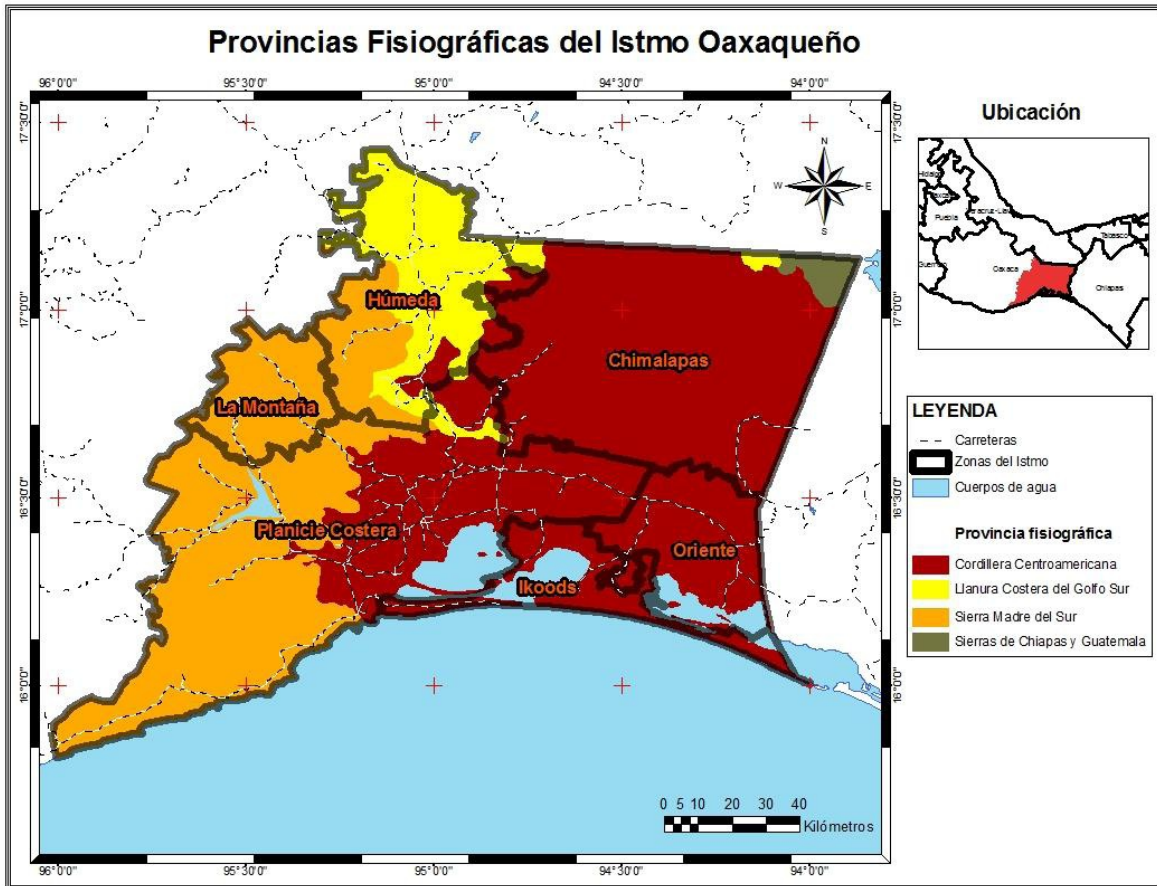 Provincias Fisiográficas del Istmo Oaxaqueño
96°0'0" 95°30'0" 95°0'0" 94°30'0" 94°0'0"
17°30'0" 17°30'0"
17°0'0" 17°0'0"
16°30'0" 16°30'0"
16°0'0" 16°0'0"
N
W E
S
Húmeda
Chimalapas
La Montaña
Planicie Costera
Oriente
Ikoods
0 5 10 20 30 40
Kilómetros
96°0'0" 95°30'0" 95°0'0" 94°30'0" 94°0'0"
Ubicación
Hidalg
Puebla
Tabasco
Oaxaca
Chiapas
LEYENDA
Carreteras
Zonas del Istmo
Cuerpos de agua
Provincia fisiográfica
Cordillera Centroamericana
Llanura Costera del Golfo Sur
Sierra Madre del Sur
Sierras de Chiapas y Guatemala